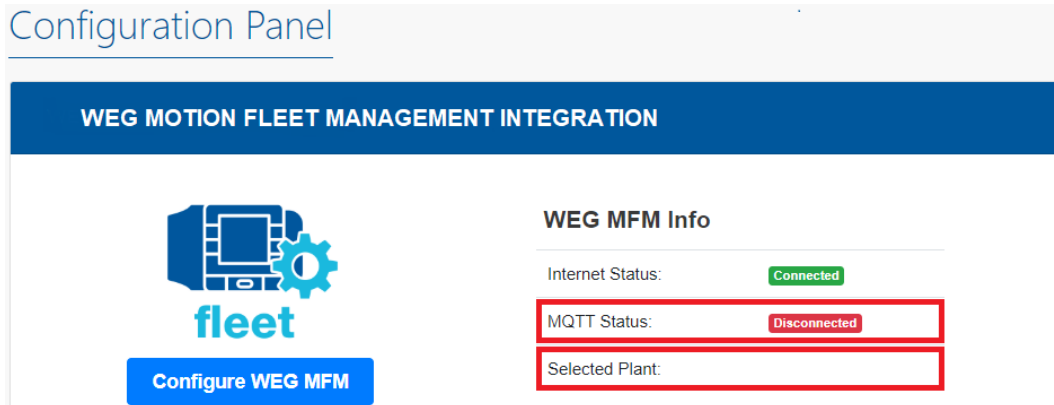 Configuration Panel
WEG MOTION FLEET MANAGEMENT INTEGRATION
fleet
Configure WEG MFM
WEG MFM Info
Internet Status: Connected
MQTT Status: Disconnected
Selected Plant: